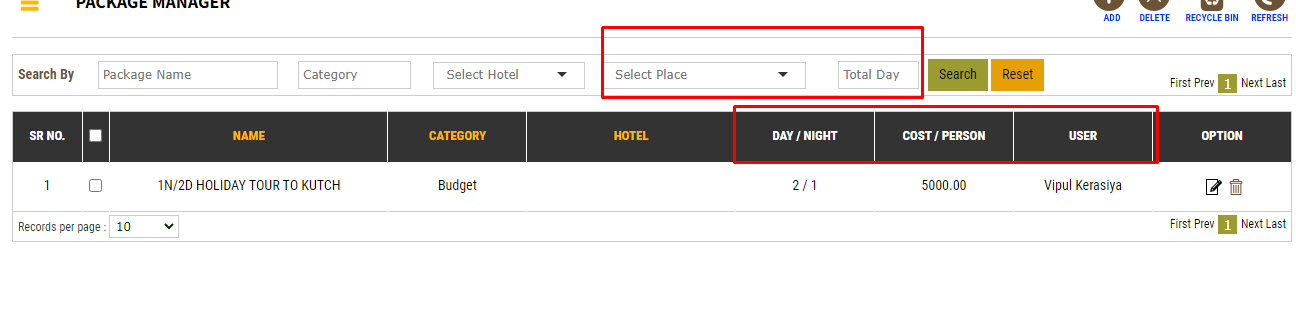 PACKAGE MANAGER
ADD DELETE RECYCLE BIN REFRESH
Search By Package Name Category Select Hotel Select Place Total Day Search Reset First Prev 1 Next Last
SR NO. NAME CATEGORY HOTEL DAY / NIGHT COST / PERSON USER OPTION
1 1N/2D HOLIDAY TOUR TO KUTCH Budget 2 / 1 5000.00 Vipul Kerasiya
Records per page : 10 First Prev 1 Next Last